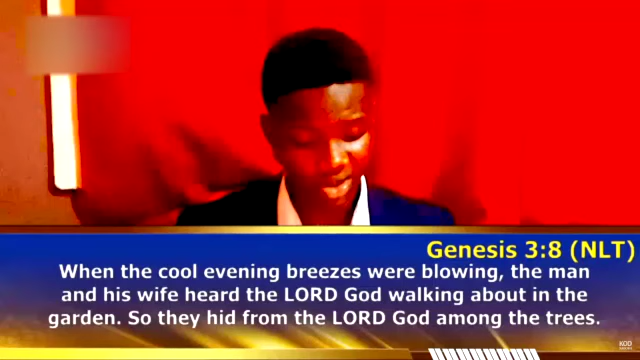 Genesis 3:8 (NLT)
When the cool evening breezes were blowing, the man
and his wife heard the LORD God walking about in the
garden. So they hid from the LORD God among the trees.
KOD